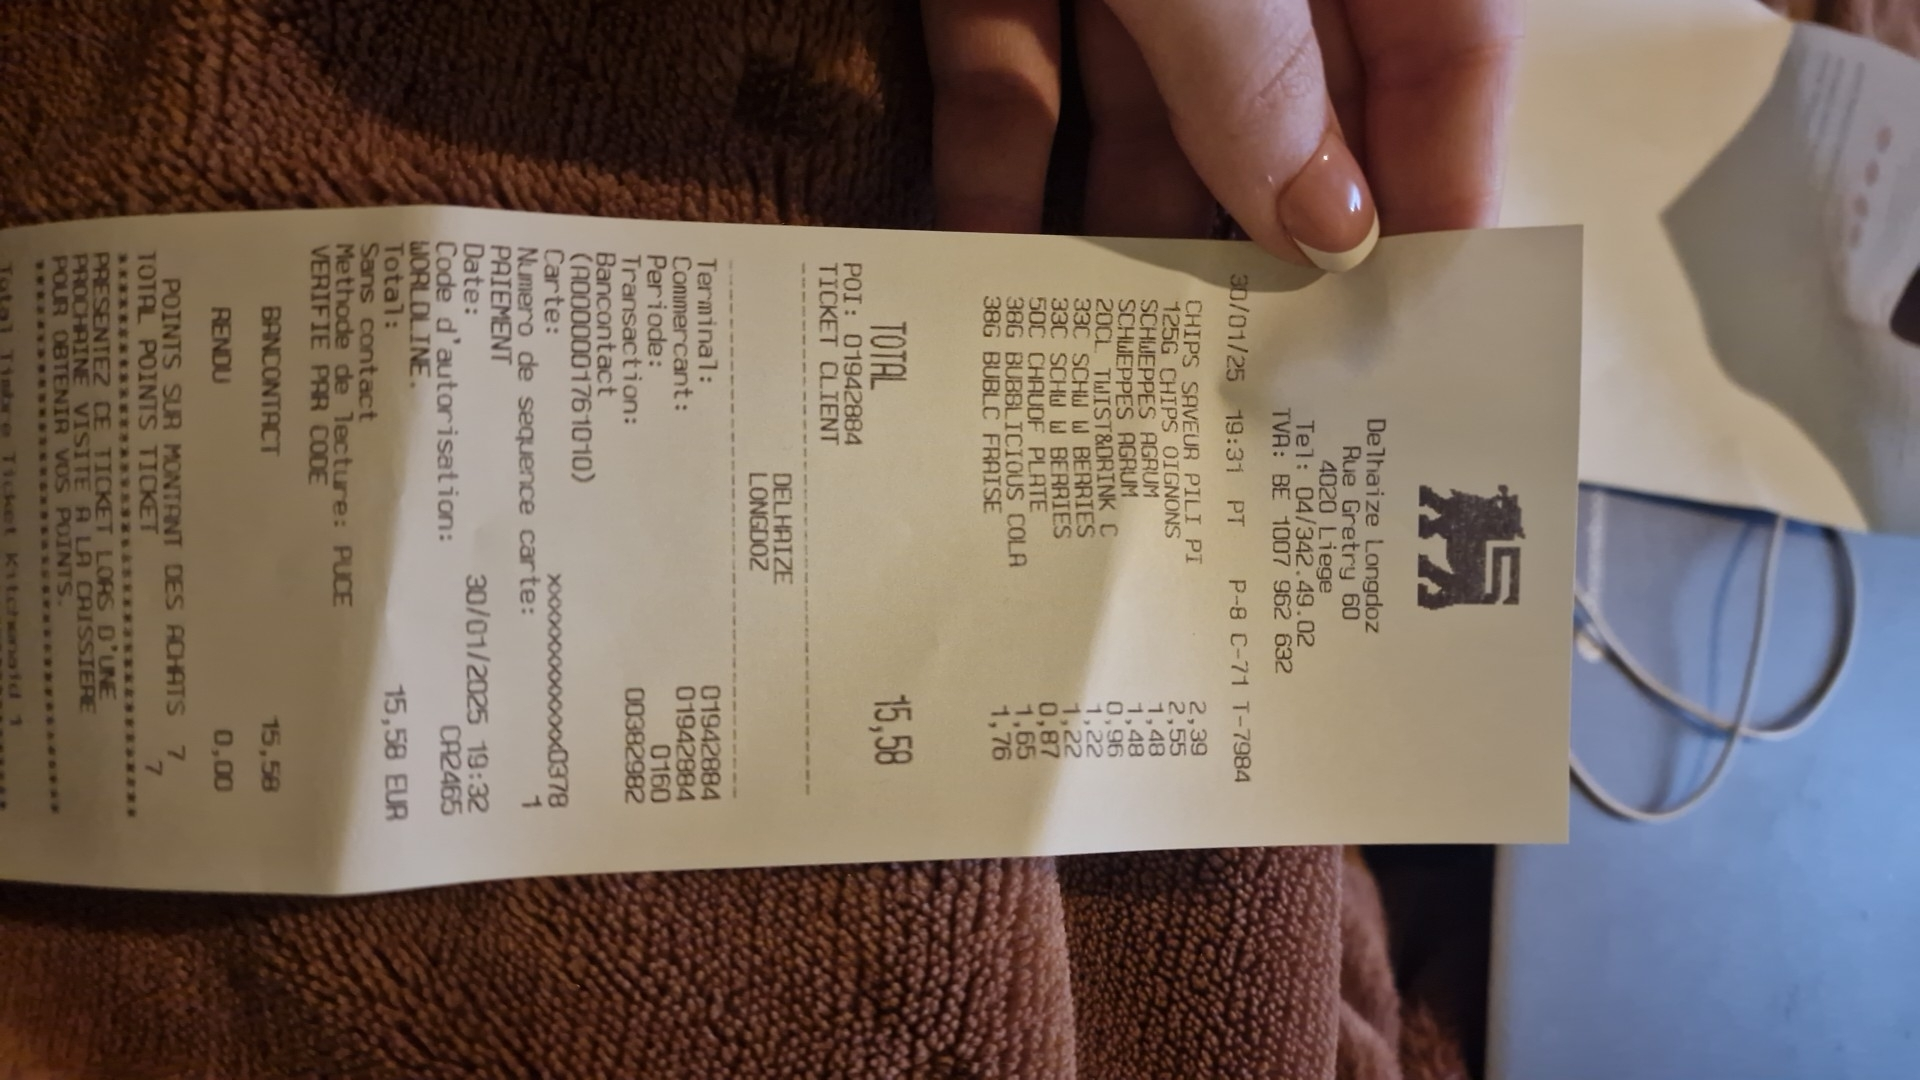 Delhaize Longdoz
Rue Gretry 60
4020 Liege
Tel: 04/342.49.02
TVA: BE 1007 962 632
30/01/25 19:31 PT P-8 C-71 T-7984
CHIPS SAVEUR PILI PI 2,39
125G CHIPS OIGNONS 2,55
SCHWEPPES AGRUM 1,48
SCHWEPPES AGRUM 1,48
20CL TWIST&DRINK C 0,96
33C SCHW W BERRIES 1,22
33C SCHW W BERRIES 1,22
50C CHAUDF PLATE 0,87
38G BUBBLICIOUS COLA 1,65
38G BUBLC FRAISE 1,76
TOTAL 15,58
POI: 01942884
TICKET CLIENT
DELHAIZE
LONGDOZ
Terminal: 01942884
Commercant: 01942884
Periode: 0160
Transaction: 00382982
Bancontact
(A0000001761010)
Carte: xxxxxxxxxxxxx0378
Numero de sequence carte: 1
PAIEMENT
Date: 30/01/2025 19:32
Code d'autorisation: CA2465
WORLDLINE.
Total: 15,58 EUR
Sans contact
Methode de lecture: PUCE
VERIFIE PAR CODE
BANCONTACT 15,58
RENDU 0,00
POINTS SUR MONTANT DES ACHATS 7
TOTAL POINTS TICKET 7
PRESENTEZ CE TICKET LORS D'UNE
PROCHAINE VISITE A LA CAISSIERE
POUR OBTENIR VOS POINTS.
Total Timbre Ticket Kitchenaid 1